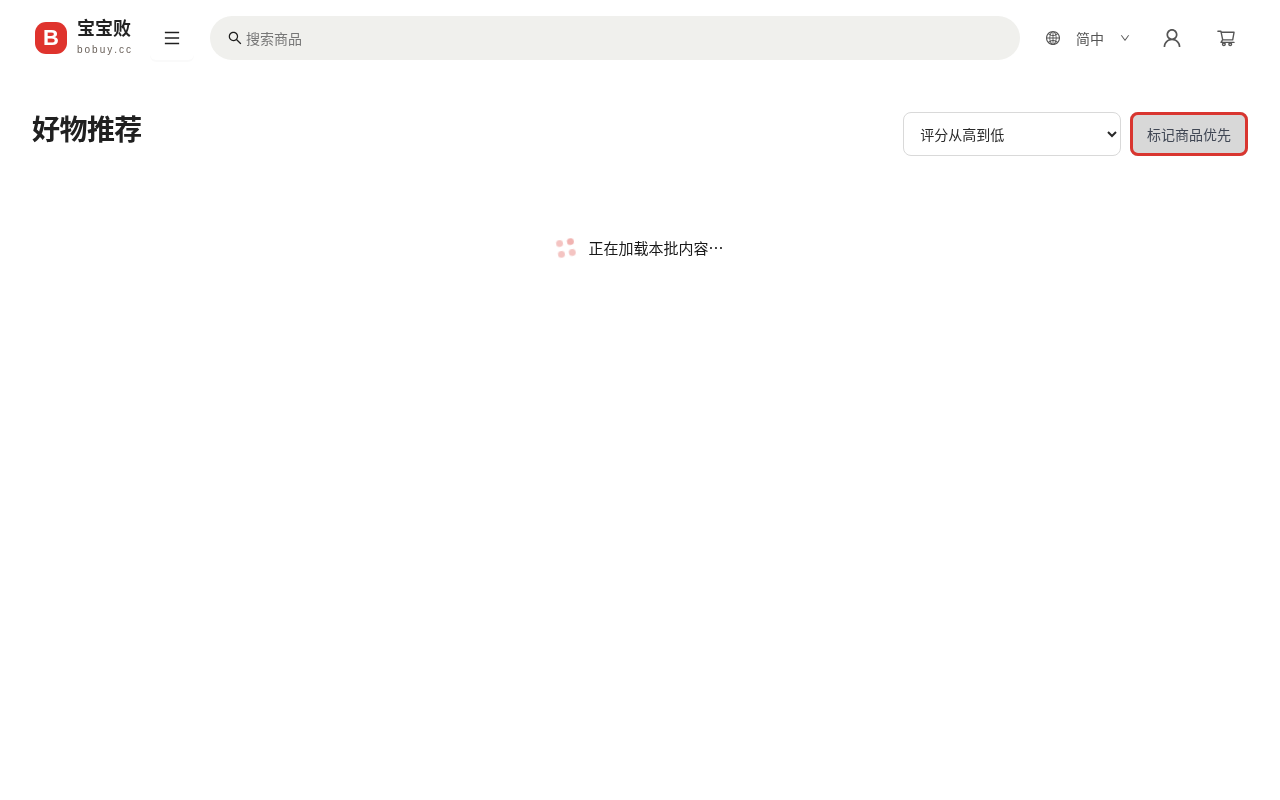 B
宝宝败
bobuy.cc
搜索商品
简中
好物推荐
评分从高到低
标记商品优先
正在加载本批内容…